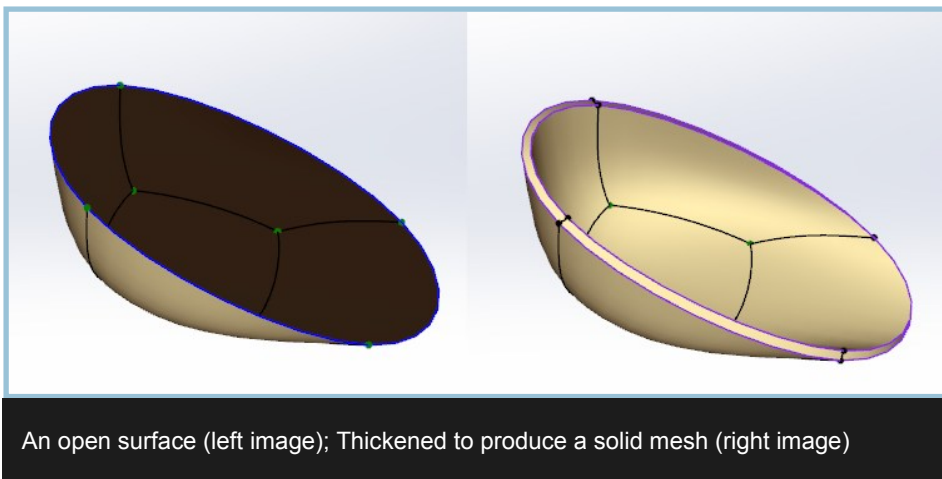 An open surface (left image); Thickened to produce a solid mesh (right image)